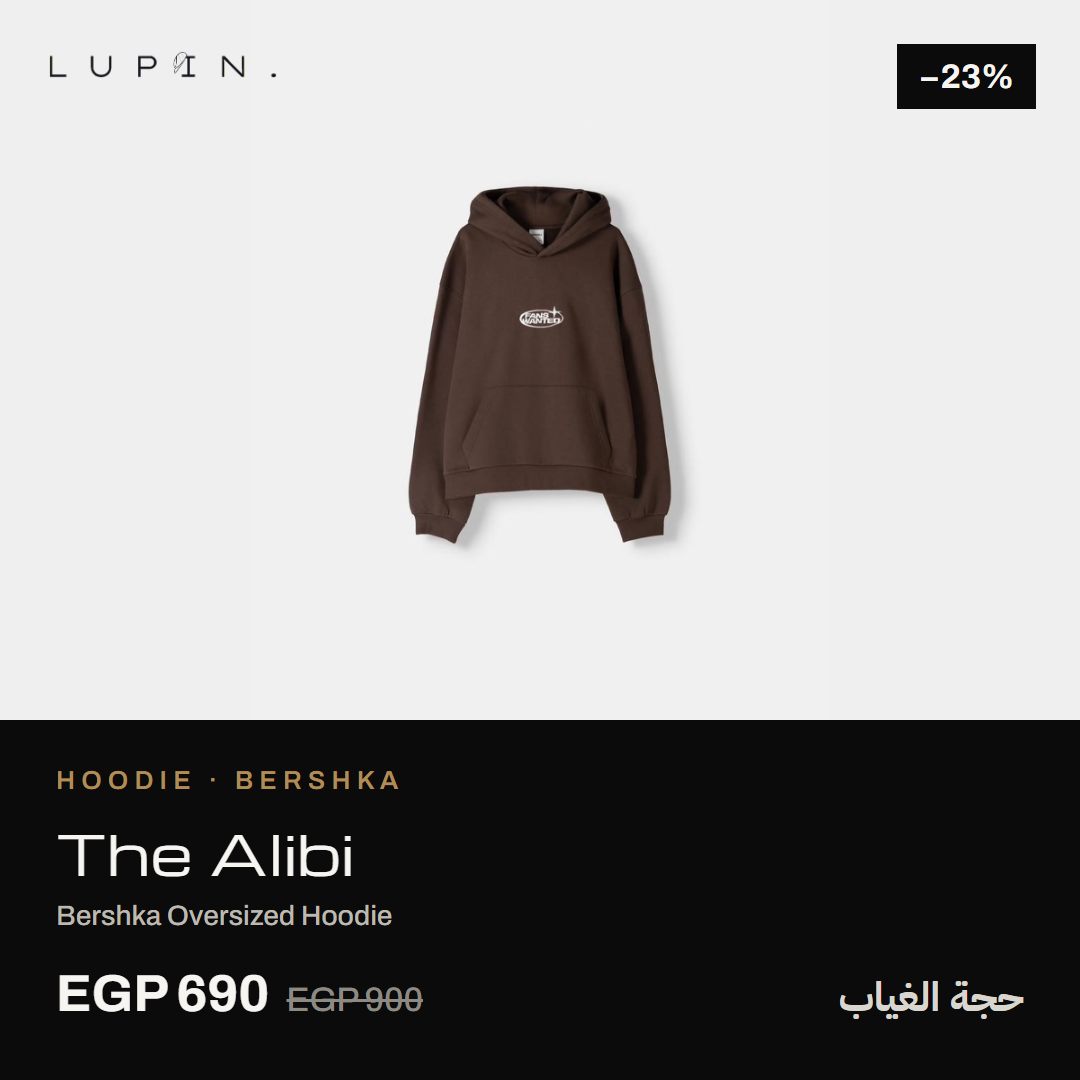 LUPIN.
–23%
FANS
WANTED
HOODIE · BERSHKA
The Alibi
Bershka Oversized Hoodie
EGP 690 EGP 900
حجة الغياب